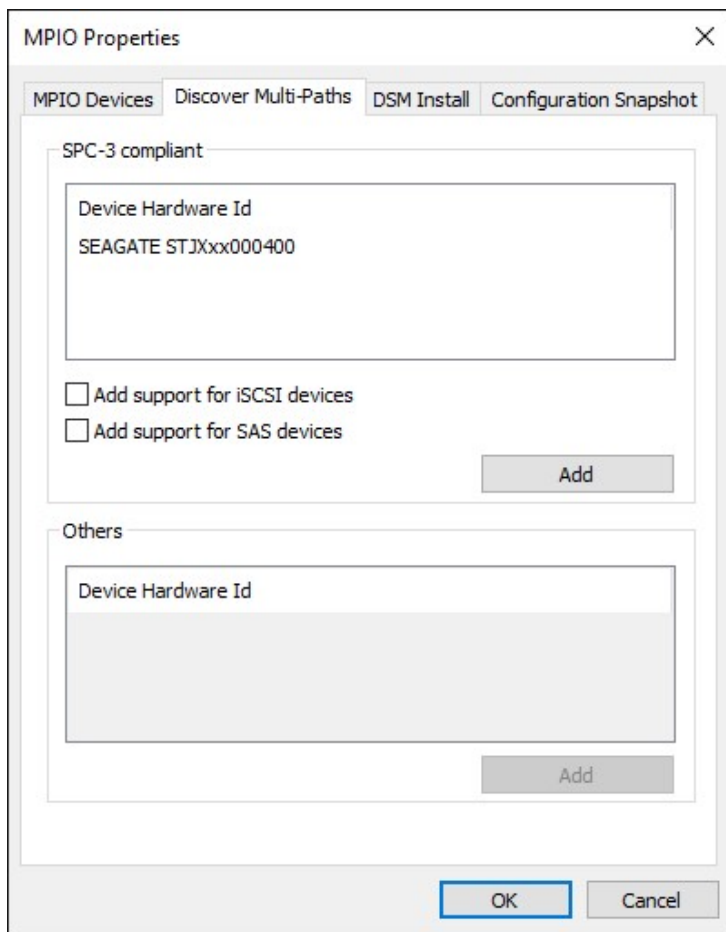 MPIO Properties
MPIO Devices Discover Multi-Paths DSM Install Configuration Snapshot
SPC-3 compliant
Device Hardware Id
SEAGATE STJXxx000400
Add support for iSCSI devices
Add support for SAS devices
Add
Others
Device Hardware Id
Add
OK Cancel